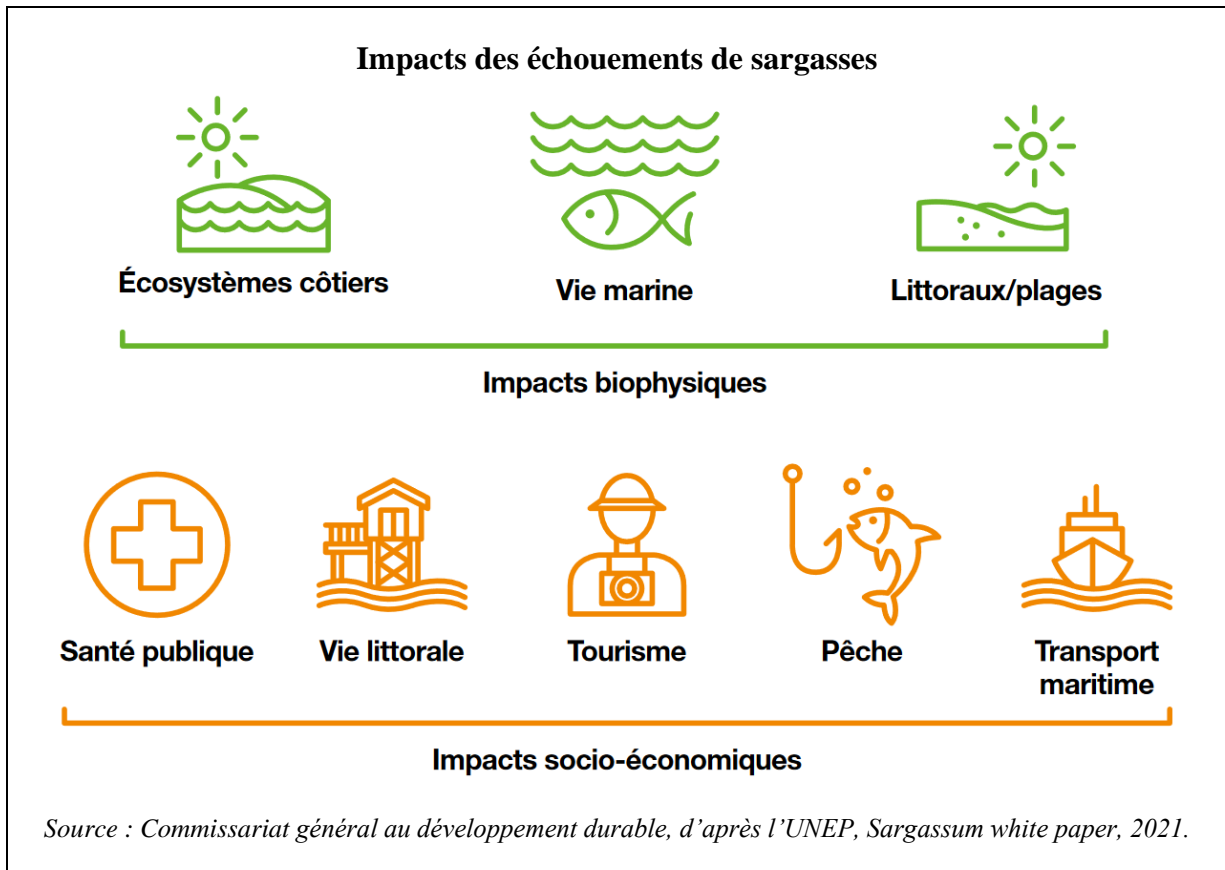 Impacts des échouements de sargasses
Écosystèmes côtiers
Vie marine
Littoraux/plages
Impacts biophysiques
Santé publique
Vie littorale
Tourisme
Pêche
Transport
maritime
Impacts socio-économiques
Source : Commissariat général au développement durable, d’après l’UNEP, Sargassum white paper, 2021.